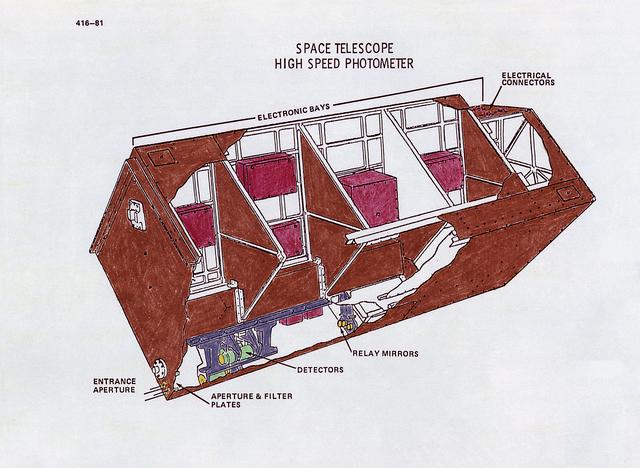 416-81
SPACE TELESCOPE
HIGH SPEED PHOTOMETER
ELECTRICAL
CONNECTORS
ELECTRONIC BAYS
RELAY MIRRORS
DETECTORS
ENTRANCE
APERTURE
APERTURE & FILTER
PLATES